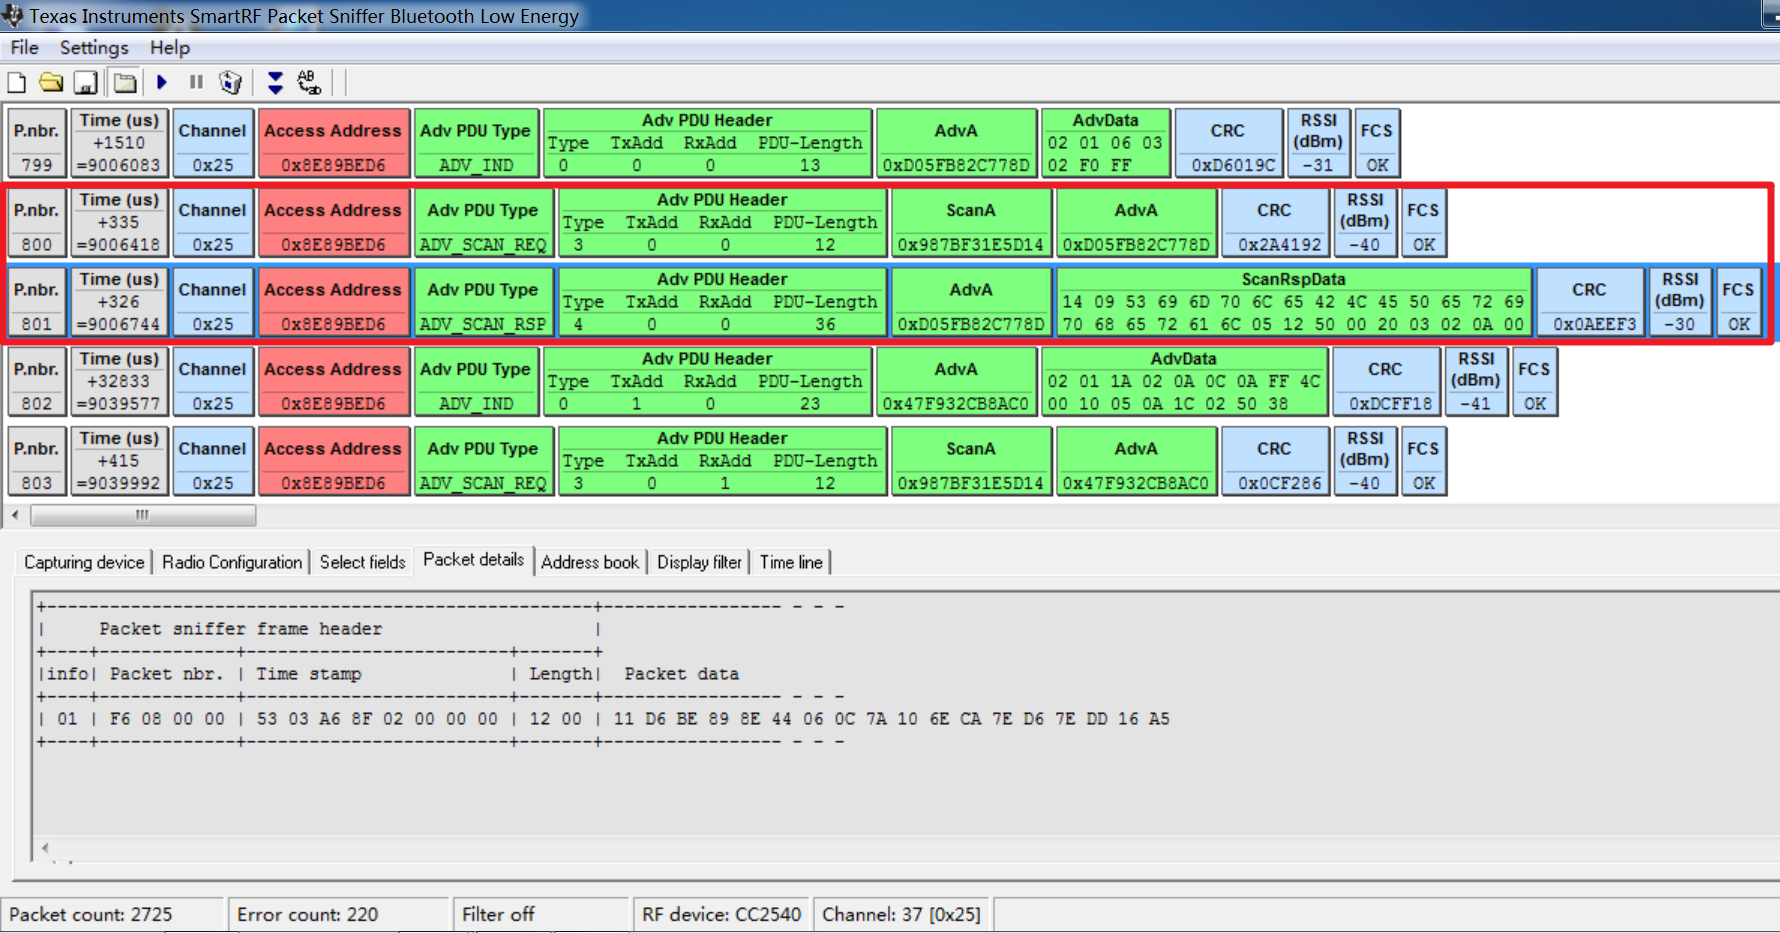 Texas Instruments SmartRF Packet Sniffer Bluetooth Low Energy
File Settings Help
P.nbr. Time (us) Channel Access Address Adv PDU Type Adv PDU Header AdvA AdvData CRC RSSI (dBm) FCS
+1510 Type TxAdd RxAdd PDU-Length 02 01 06 03
799 =9006083 0x25 0x8E89BED6 ADV_IND 0 0 0 13 0xD05FB82C778D 02 F0 FF 0xD6019C -31 OK
P.nbr. Time (us) Channel Access Address Adv PDU Type Adv PDU Header ScanA AdvA CRC RSSI (dBm) FCS
+335 Type TxAdd RxAdd PDU-Length
800 =9006418 0x25 0x8E89BED6 ADV_SCAN_REQ 3 0 0 12 0x987BF31E5D14 0xD05FB82C778D 0x2A4192 -40 OK
P.nbr. Time (us) Channel Access Address Adv PDU Type Adv PDU Header AdvA ScanRspData CRC RSSI (dBm) FCS
+326 Type TxAdd RxAdd PDU-Length 14 09 53 69 6D 70 6C 65 42 4C 45 50 65 72 69
801 =9006744 0x25 0x8E89BED6 ADV_SCAN_RSP 4 0 0 36 0xD05FB82C778D 70 68 65 72 61 6C 05 12 50 00 20 03 02 0A 00 0x0AEEF3 -30 OK
P.nbr. Time (us) Channel Access Address Adv PDU Type Adv PDU Header AdvA AdvData CRC RSSI (dBm) FCS
+32833 Type TxAdd RxAdd PDU-Length 02 01 1A 02 0A 0C 0A FF 4C
802 =9039577 0x25 0x8E89BED6 ADV_IND 0 1 0 23 0x47F932CB8AC0 00 10 05 0A 1C 02 50 38 0xDCFF18 -41 OK
P.nbr. Time (us) Channel Access Address Adv PDU Type Adv PDU Header ScanA AdvA CRC RSSI (dBm) FCS
+415 Type TxAdd RxAdd PDU-Length
803 =9039992 0x25 0x8E89BED6 ADV_SCAN_REQ 3 0 1 12 0x987BF31E5D14 0x47F932CB8AC0 0x0CF286 -40 OK
Capturing device Radio Configuration Select fields Packet details Address book Display filter Time line
Packet sniffer frame header
|info| Packet nbr. | Time stamp | Length| Packet data
| 01 | F6 08 00 00 | 53 03 A6 8F 02 00 00 00 | 12 00 | 11 D6 BE 89 8E 44 06 0C 7A 10 6E CA 7E D6 7E DD 16 A5
Packet count: 2725 Error count: 220 Filter off RF device: CC2540 Channel: 37 [0x25]